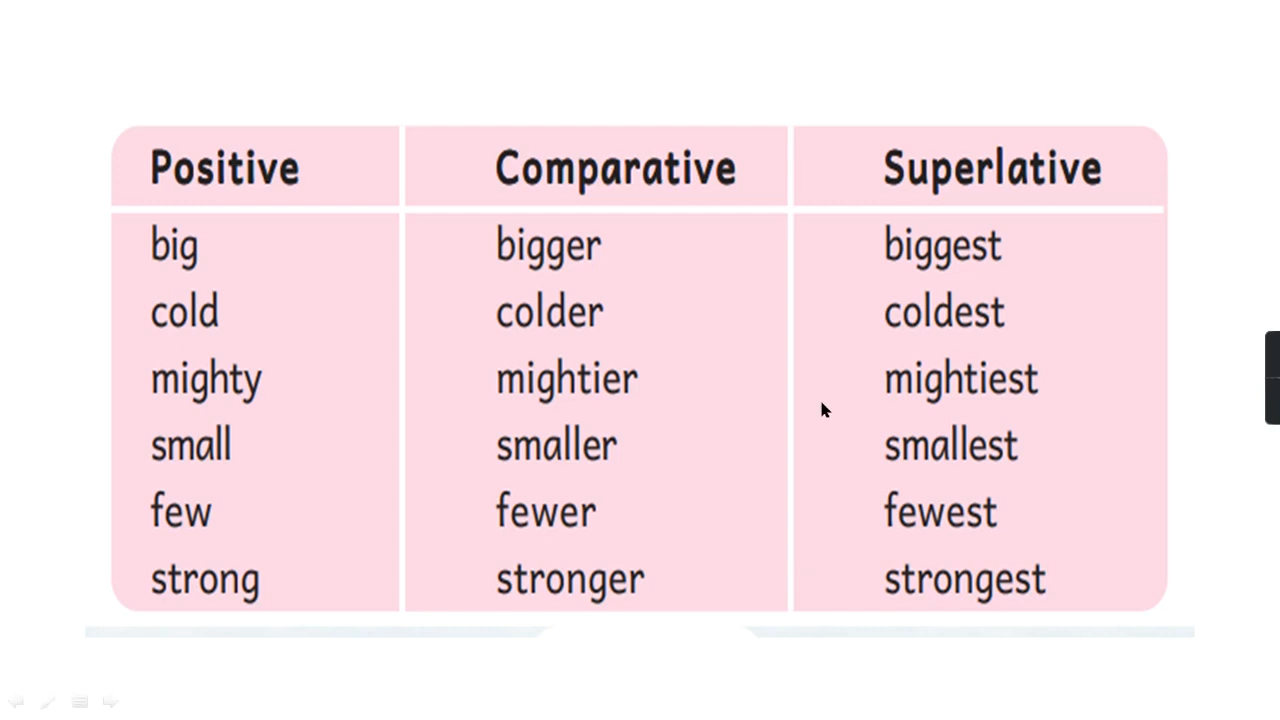 Positive Comparative Superlative
big bigger biggest
cold colder coldest
mighty mightier mightiest
small smaller smallest
few fewer fewest
strong stronger strongest